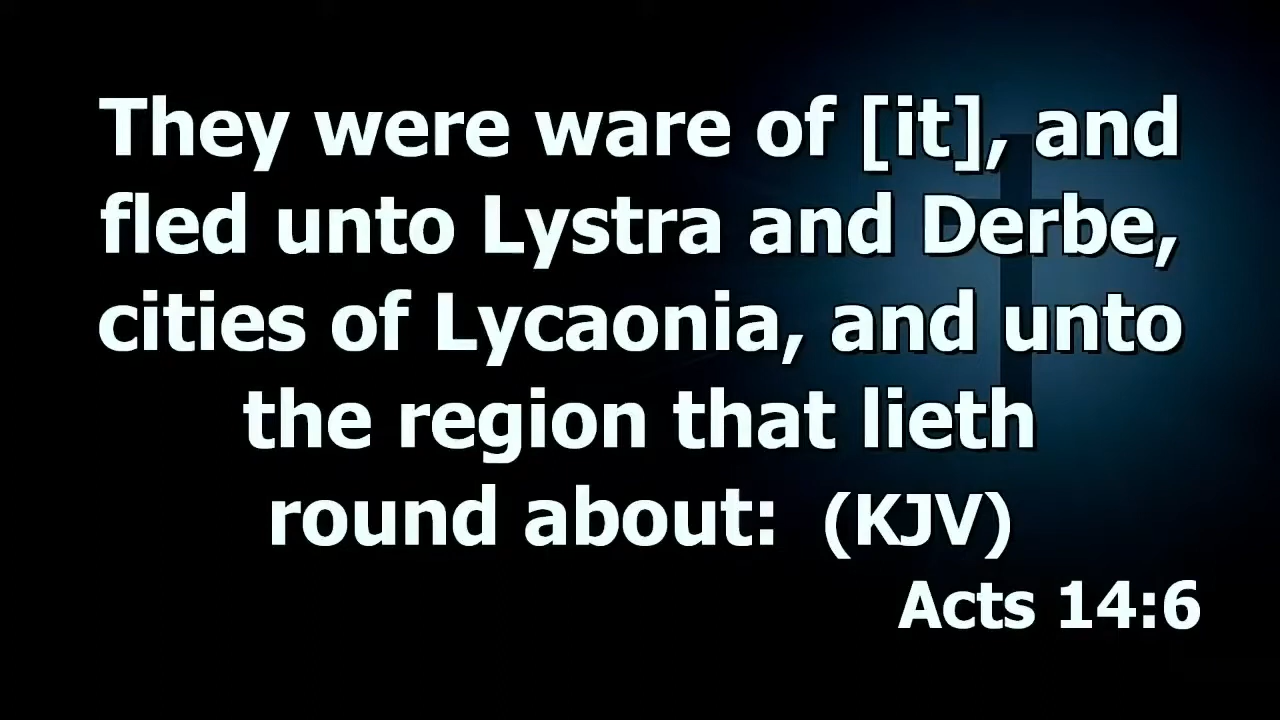 They were ware of [it], and
fled unto Lystra and Derbe,
cities of Lycaonia, and unto
the region that lieth
round about: (KJV)
Acts 14:6